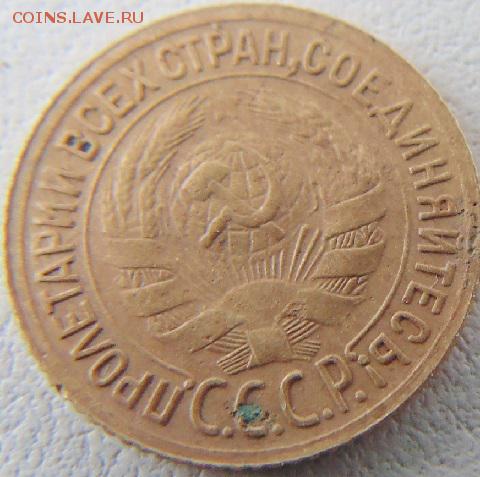 COINS.LAVE.RU
ПРОЛЕТАРИИ ВСЕХ СТРАН, СОЕДИНЯЙТЕСЬ!
С.С.С.Р.